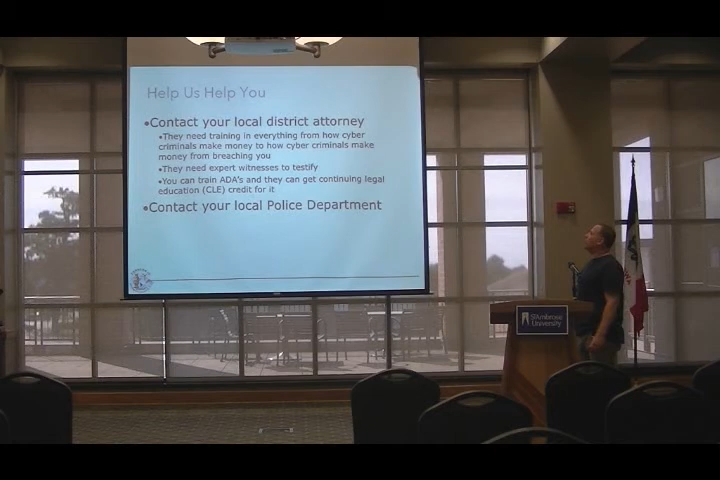 Help Us Help You
•Contact your local district attorney
•They need training in everything from how cyber
criminals make money to how cyber criminals make
money from breaching you
•They need expert witnesses to testify
•You can train ADA's and they can get continuing legal
education (CLE) credit for it
•Contact your local Police Department
St. Ambrose
University